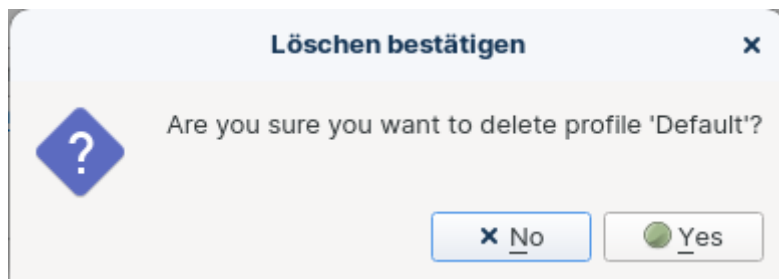 Löschen bestätigen
Are you sure you want to delete profile 'Default'?
No
Yes